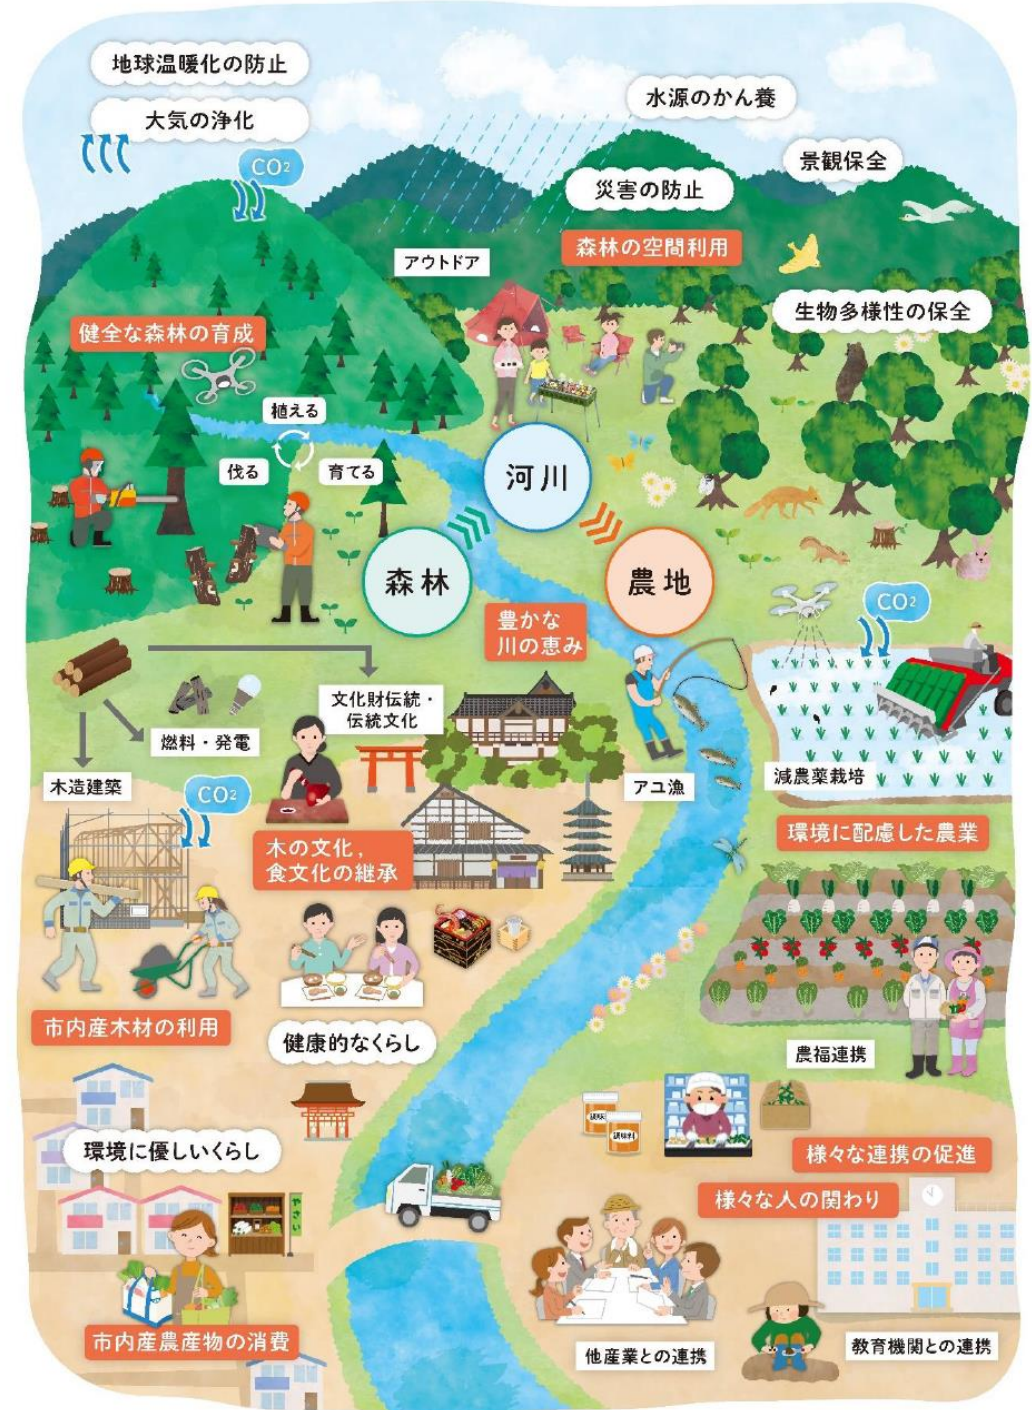 地球温暖化の防止
大気の浄化
CO2
水源のかん養
景観保全
災害の防止
森林の空間利用
アウトドア
生物多様性の保全
健全な森林の育成
植える
伐る
育てる
河川
森林
農地
豊かな
川の恵み
CO2
文化財伝統・
伝統文化
燃料・発電
木造建築
CO2
アユ漁
減農薬栽培
環境に配慮した農業
木の文化，
食文化の継承
市内産木材の利用
健康的なくらし
農福連携
調味料
調味料
環境に優しいくらし
様々な連携の促進
様々な人の関わり
やさい
市内産農産物の消費
他産業との連携
教育機関との連携